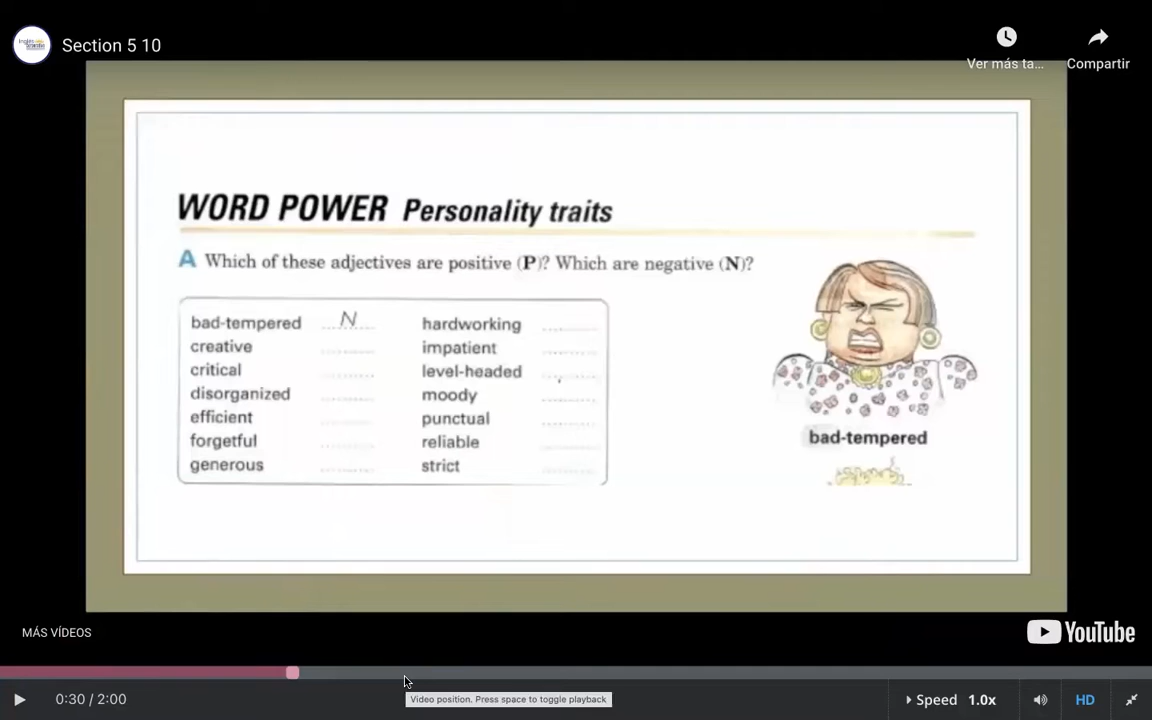 Section 5 10
Ver más ta...
Compartir
WORD POWER Personality traits
A Which of these adjectives are positive (P)? Which are negative (N)?
bad-tempered N
creative
critical
disorganized
efficient
forgetful
generous
hardworking
impatient
level-headed
moody
punctual
reliable
strict
bad-tempered
MÁS VÍDEOS
YouTube
0:30 / 2:00
Video position. Press space to toggle playback
Speed 1.0x
HD